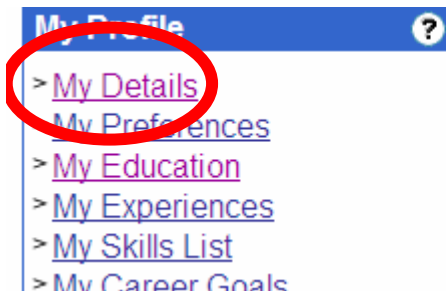 My Profile ?
> My Details
My Preferences
> My Education
> My Experiences
> My Skills List
> My Career Goals